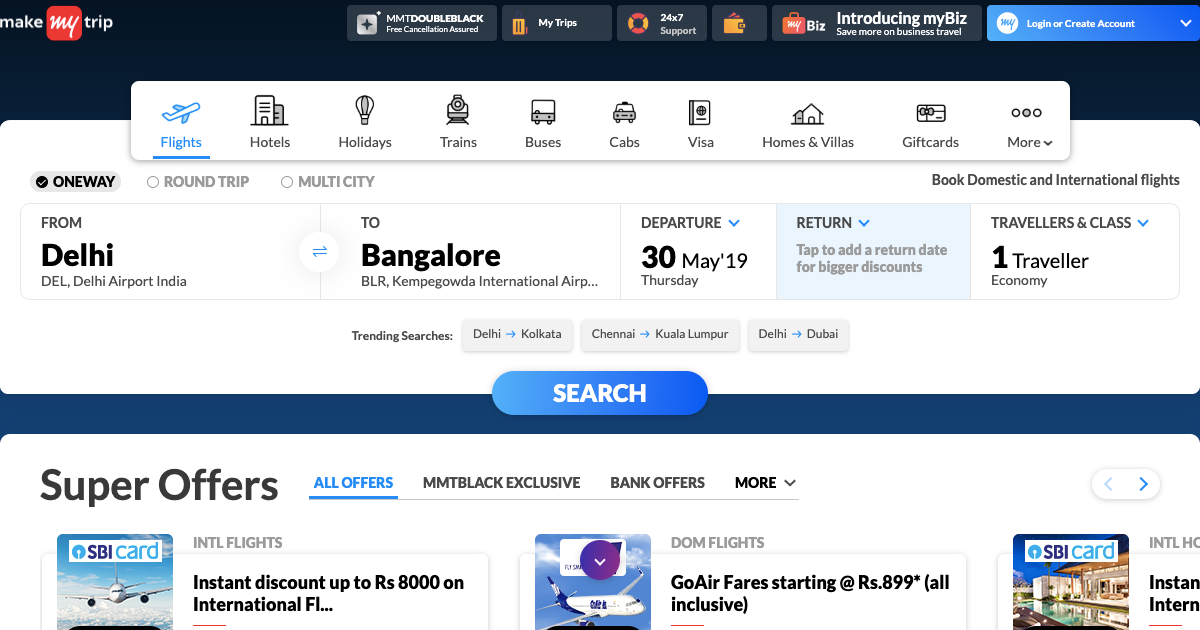 make my trip
MMTDOUBLEBLACK
Free Cancellation Assured
My Trips
24x7
Support
my Biz
Introducing myBiz
Save more on business travel
my
Login or Create Account
Flights
Hotels
Holidays
Trains
Buses
Cabs
Visa
Homes & Villas
Giftcards
More
ONEWAY
ROUND TRIP
MULTI CITY
Book Domestic and International flights
FROM
Delhi
DEL, Delhi Airport India
TO
Bangalore
BLR, Kempegowda International Airp...
DEPARTURE
30 May'19
Thursday
RETURN
Tap to add a return date
for bigger discounts
TRAVELLERS & CLASS
1 Traveller
Economy
Trending Searches:
Delhi → Kolkata
Chennai → Kuala Lumpur
Delhi → Dubai
SEARCH
Super Offers
ALL OFFERS
MMTBLACK EXCLUSIVE
BANK OFFERS
MORE
SBI card
INTL FLIGHTS
Instant discount up to Rs 8000 on
International Fl...
FLY SM
GoAir
DOM FLIGHTS
GoAir Fares starting @ Rs.899* (all
inclusive)
SBI card
INTL HO
Instan
Intern